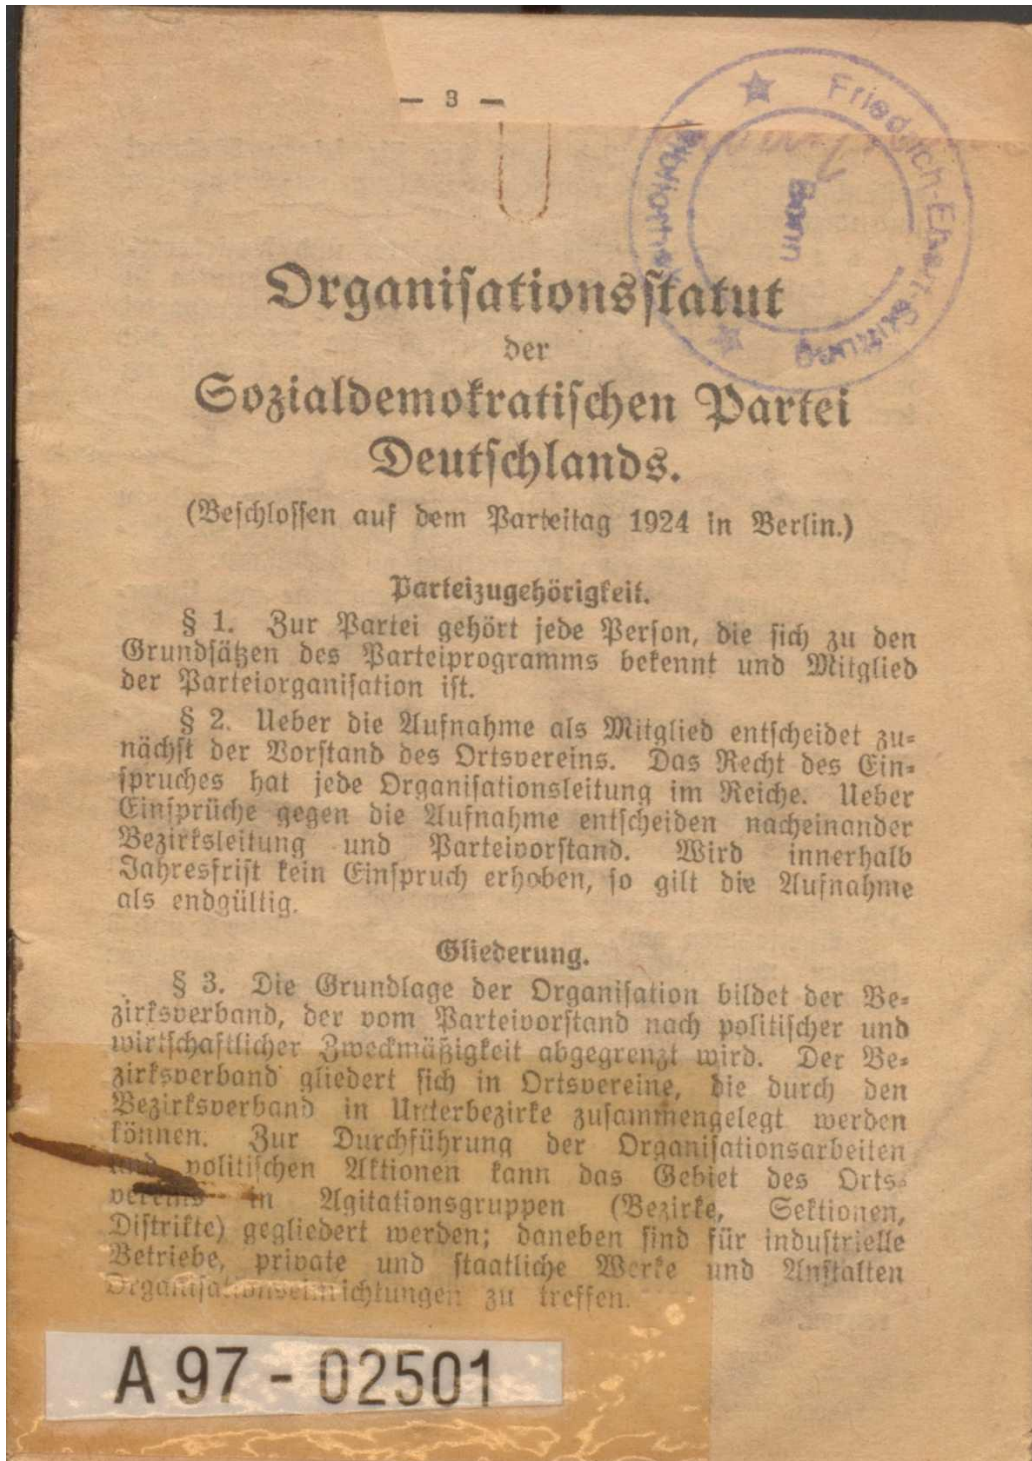 — 3 —
Friedrich-Ebert-Stiftung
Bibliothek
Bonn
Organisationsstatut
der
Sozialdemokratischen Partei
Deutschlands.
(Beschlossen auf dem Parteitag 1924 in Berlin.)
Parteizugehörigkeit.
§ 1. Zur Partei gehört jede Person, die sich zu den
Grundsätzen des Parteiprogramms bekennt und Mitglied
der Parteiorganisation ist.
§ 2. Ueber die Aufnahme als Mitglied entscheidet zu-
nächst der Vorstand des Ortsvereins. Das Recht des Ein-
spruches hat jede Organisationsleitung im Reiche. Ueber
Einsprüche gegen die Aufnahme entscheiden nacheinander
Bezirksleitung und Parteivorstand. Wird innerhalb
Jahresfrist kein Einspruch erhoben, so gilt die Aufnahme
als endgültig.
Gliederung.
§ 3. Die Grundlage der Organisation bildet der Be-
zirksverband, der vom Parteivorstand nach politischer und
wirtschaftlicher Zweckmäßigkeit abgegrenzt wird. Der Be-
zirksverband gliedert sich in Ortsvereine, die durch den
Bezirksverband in Unterbezirke zusammengelegt werden
können. Zur Durchführung der Organisationsarbeiten
und politischen Aktionen kann das Gebiet des Orts-
vereins in Agitationsgruppen (Bezirke, Sektionen,
Distrikte) gegliedert werden; daneben sind für industrielle
Betriebe, private und staatliche Werke und Anstalten
Organisationseinrichtungen zu treffen.
A 97 - 02501